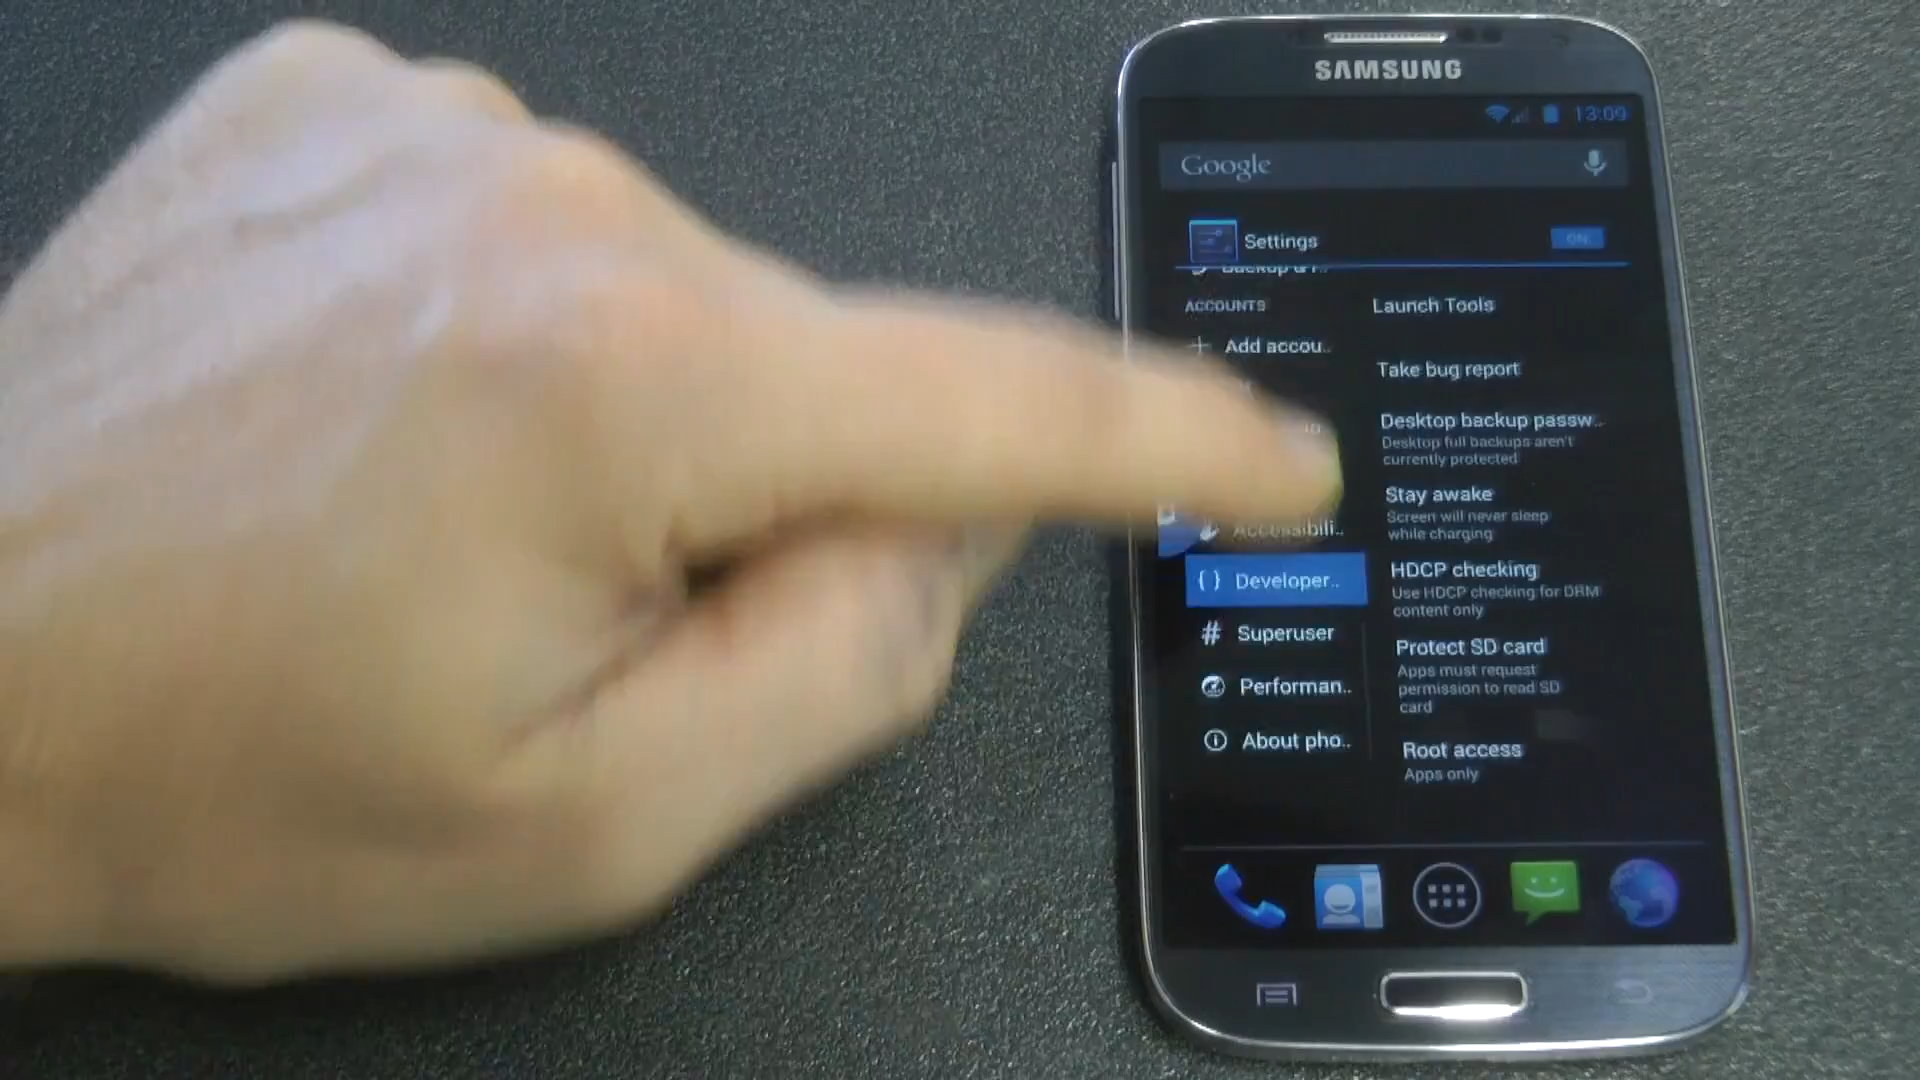 SAMSUNG
13:09
Google
Settings
ON
Backup & r..
ACCOUNTS
Launch Tools
Add accou..
Take bug report
Desktop backup passw..
Desktop full backups aren't
currently protected
Stay awake
Screen will never sleep
while charging
Accessibili..
{ } Developer..
HDCP checking
Use HDCP checking for DRM
content only
# Superuser
Protect SD card
Apps must request
permission to read SD
card
Performan..
About pho..
Root access
Apps only